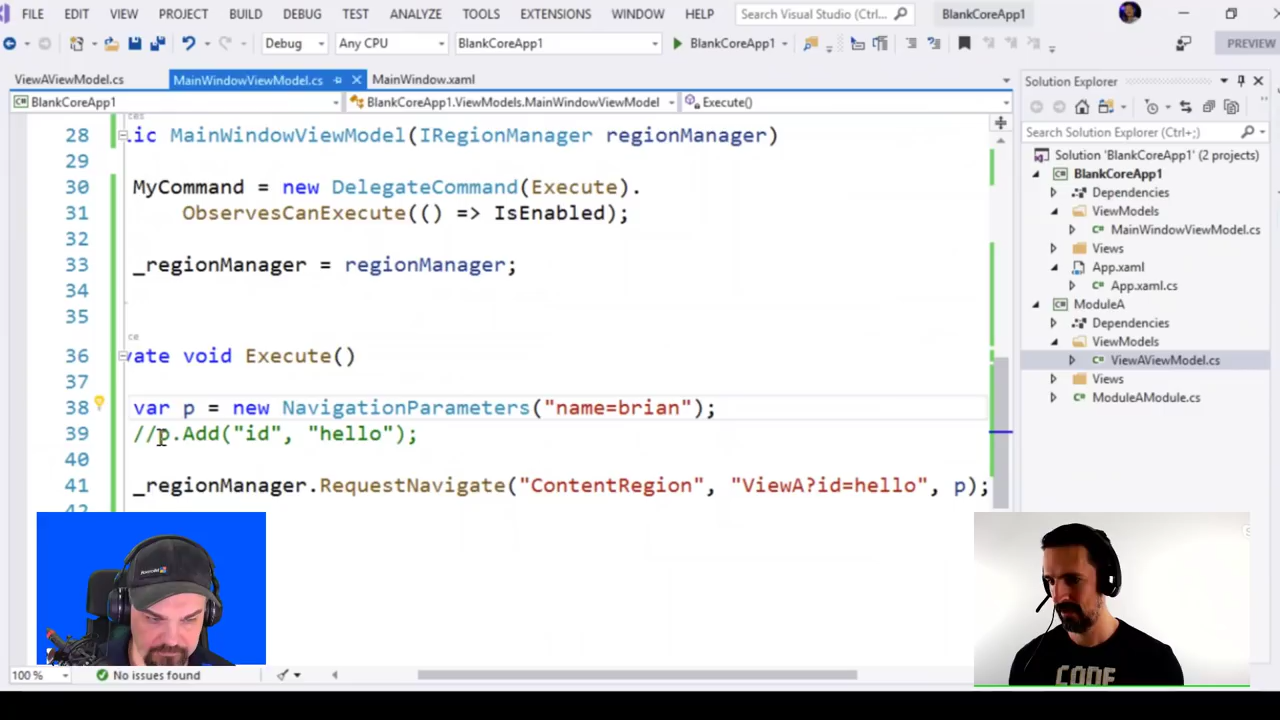 FILE EDIT VIEW PROJECT BUILD DEBUG TEST ANALYZE TOOLS EXTENSIONS WINDOW HELP Search Visual Studio (Ctrl... BlankCoreApp1
Debug Any CPU BlankCoreApp1 BlankCoreApp1 PREVIEW
ViewAViewModel.cs MainWindowViewModel.cs MainWindow.xaml
BlankCoreApp1 BlankCoreApp1.ViewModels.MainWindowViewModel Execute()
28 ic MainWindowViewModel(IRegionManager regionManager)
29
30 MyCommand = new DelegateCommand(Execute).
31 ObservesCanExecute(() => IsEnabled);
32
33 _regionManager = regionManager;
34
35
36 vate void Execute()
37
38 var p = new NavigationParameters("name=brian");
39 //p.Add("id", "hello");
40
41 _regionManager.RequestNavigate("ContentRegion", "ViewA?id=hello", p);
100 % No issues found
Solution Explorer
Search Solution Explorer (Ctrl+;)
Solution 'BlankCoreApp1' (2 projects)
BlankCoreApp1
Dependencies
ViewModels
MainWindowViewModel.cs
Views
App.xaml
App.xaml.cs
ModuleA
Dependencies
ViewModels
ViewAViewModel.cs
Views
ModuleAModule.cs
CODE